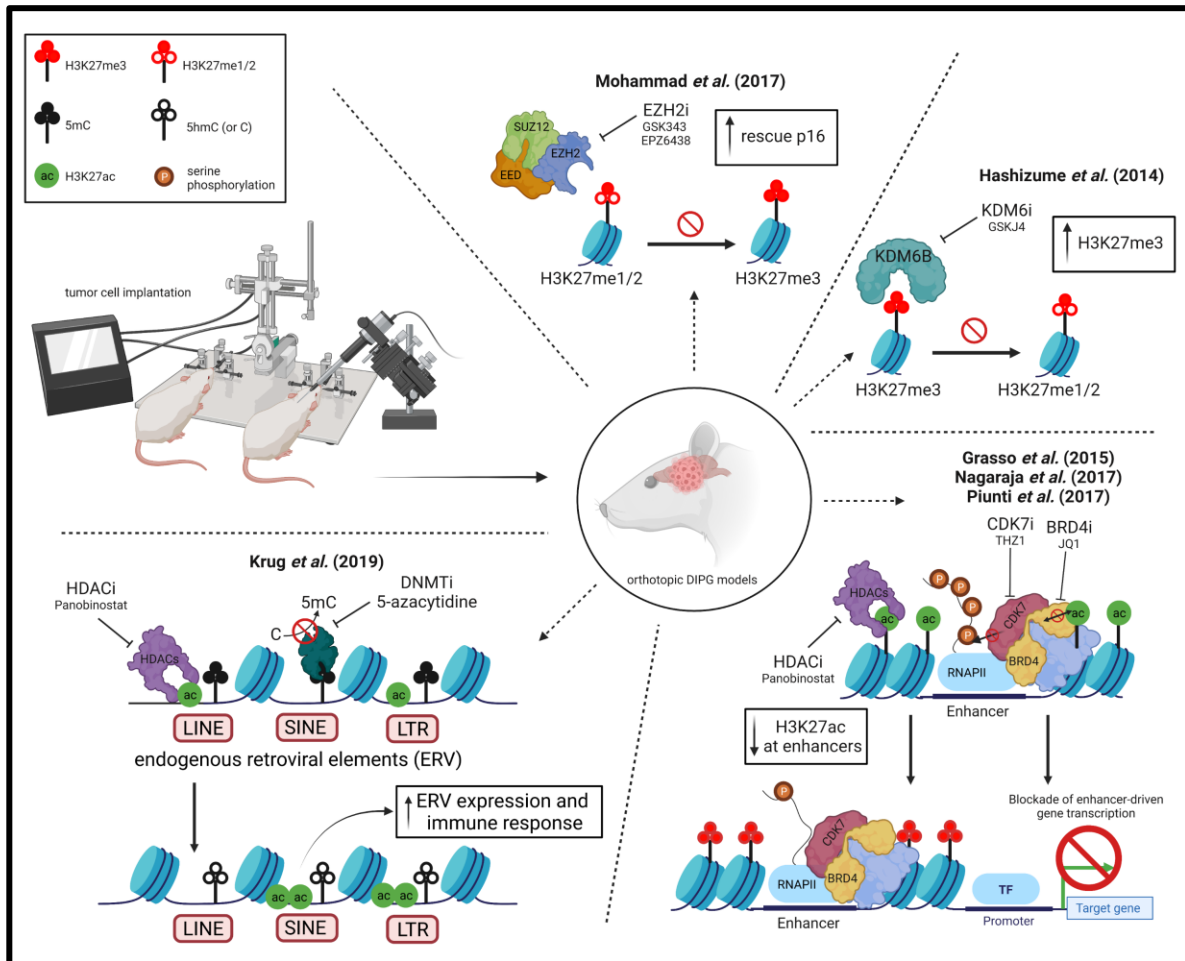 H3K27me3
H3K27me1/2
5mC
5hmC (or C)
ac
H3K27ac
P
serine
phosphorylation
tumor cell implantation
Mohammad et al. (2017)
SUZ12
EZH2
EED
EZH2i
GSK343
EPZ6438
rescue p16
H3K27me1/2
H3K27me3
Hashizume et al. (2014)
KDM6i
GSKJ4
KDM6B
H3K27me3
H3K27me3
H3K27me1/2
orthotopic DIPG models
Grasso et al. (2015)
Nagaraja et al. (2017)
Piunti et al. (2017)
CDK7i
THZ1
BRD4i
JQ1
HDACs
ac
ac
P
P
P
P
CDK7
ac
ac
BRD4
RNAPII
HDACi
Panobinostat
Enhancer
H3K27ac
at enhancers
Blockade of enhancer-driven
gene transcription
P
CDK7
RNAPII
BRD4
Enhancer
TF
Promoter
Target gene
Krug et al. (2019)
HDACi
Panobinostat
DNMTi
5-azacytidine
5mC
C
HDACs
ac
ac
LINE
SINE
LTR
endogenous retroviral elements (ERV)
ERV expression and
immune response
ac
ac
ac
ac
LINE
SINE
LTR